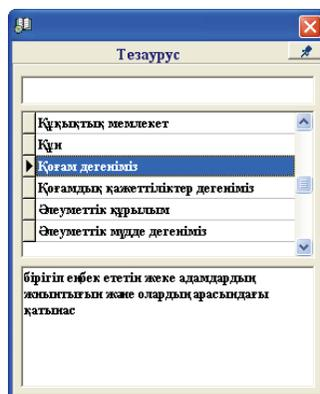 Тезаурус
Құқықтық мемлекет
Құн
Қоғам дегеніміз
Қоғамдық қажеттіліктер дегеніміз
Әлеуметтік құрылым
Әлеуметтік мүдде дегеніміз
бірігіп еңбек ететін жеке адамдардың
жиынтығын және олардың арасындағы
қатынас